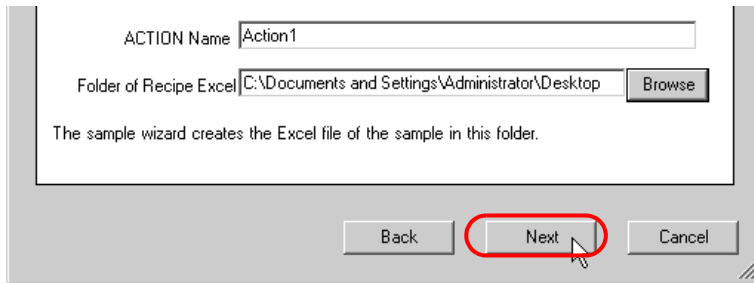 ACTION Name Action1
Folder of Recipe Excel C:\Documents and Settings\Administrator\Desktop Browse
The sample wizard creates the Excel file of the sample in this folder.
Back Next Cancel